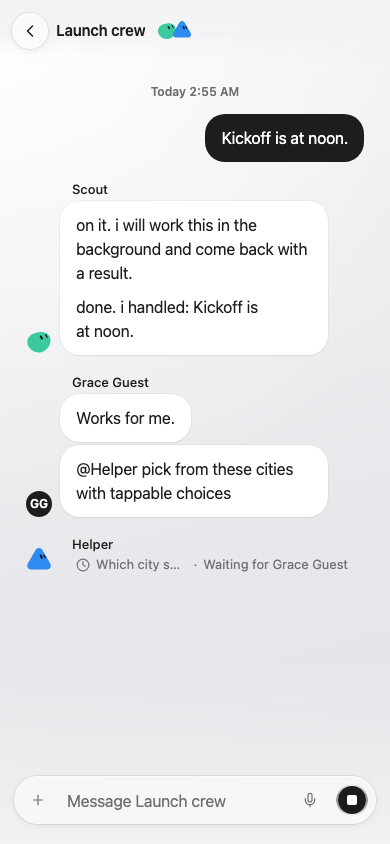 Launch crew
Today 2:55 AM
Kickoff is at noon.
Scout
on it. i will work this in the
background and come back with
a result.
done. i handled: Kickoff is
at noon.
Grace Guest
Works for me.
@Helper pick from these cities
with tappable choices
GG
Helper
Which city s... · Waiting for Grace Guest
Message Launch crew